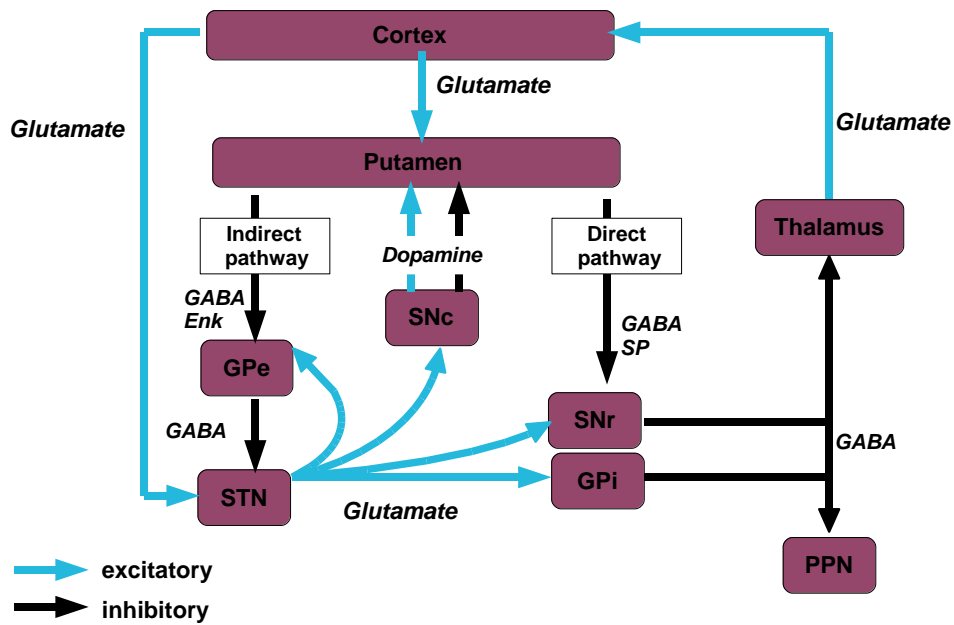 Cortex
Glutamate
Glutamate
Glutamate
Putamen
Indirect
pathway
Dopamine
Direct
pathway
Thalamus
GABA
Enk
SNc
GABA
SP
GPe
GABA
SNr
GABA
STN
GPi
Glutamate
PPN
excitatory
inhibitory